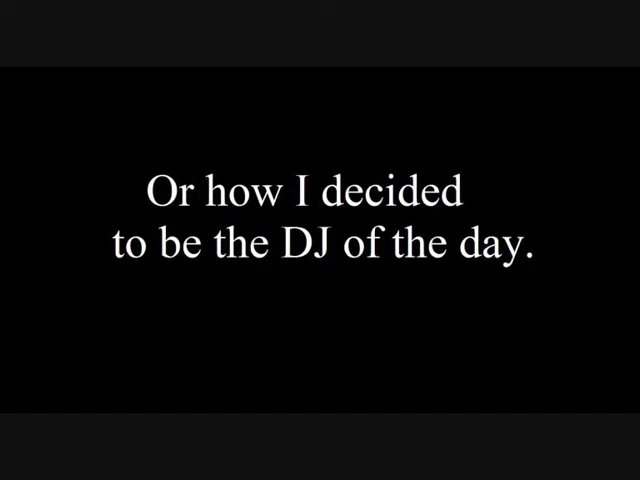 Or how I decided
to be the DJ of the day.